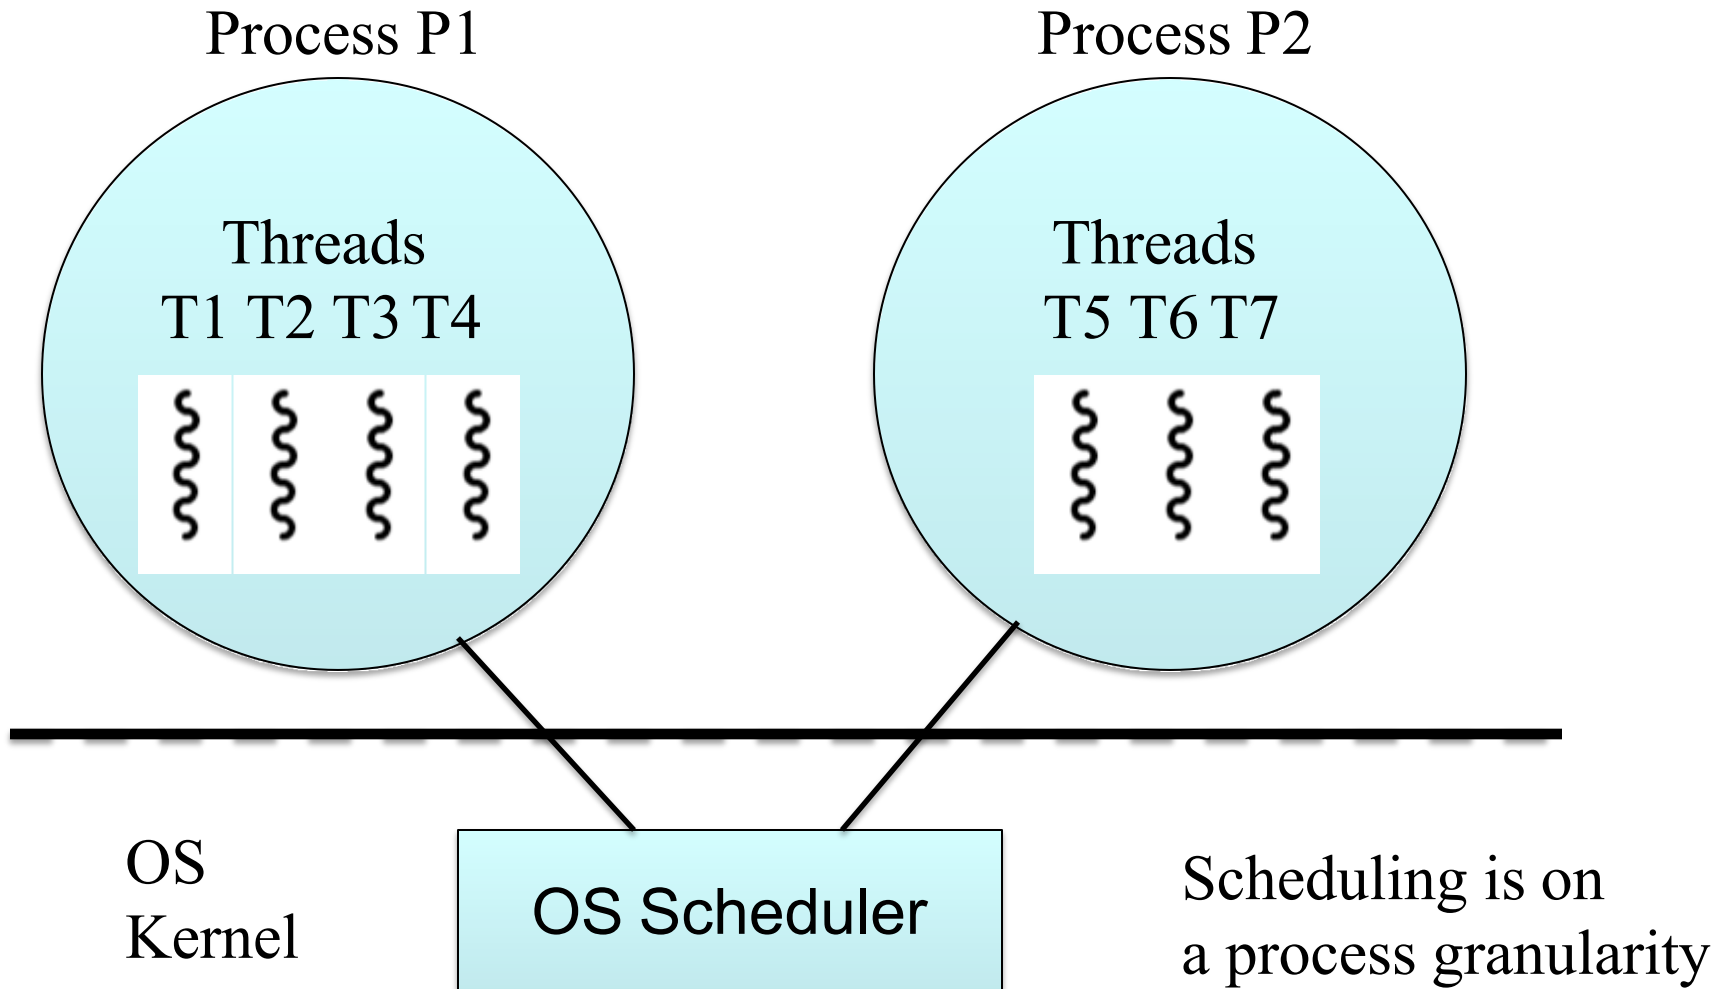 Process P1
Process P2
Threads
T1 T2 T3 T4
Threads
T5 T6 T7
OS
Kernel
OS Scheduler
Scheduling is on
a process granularity